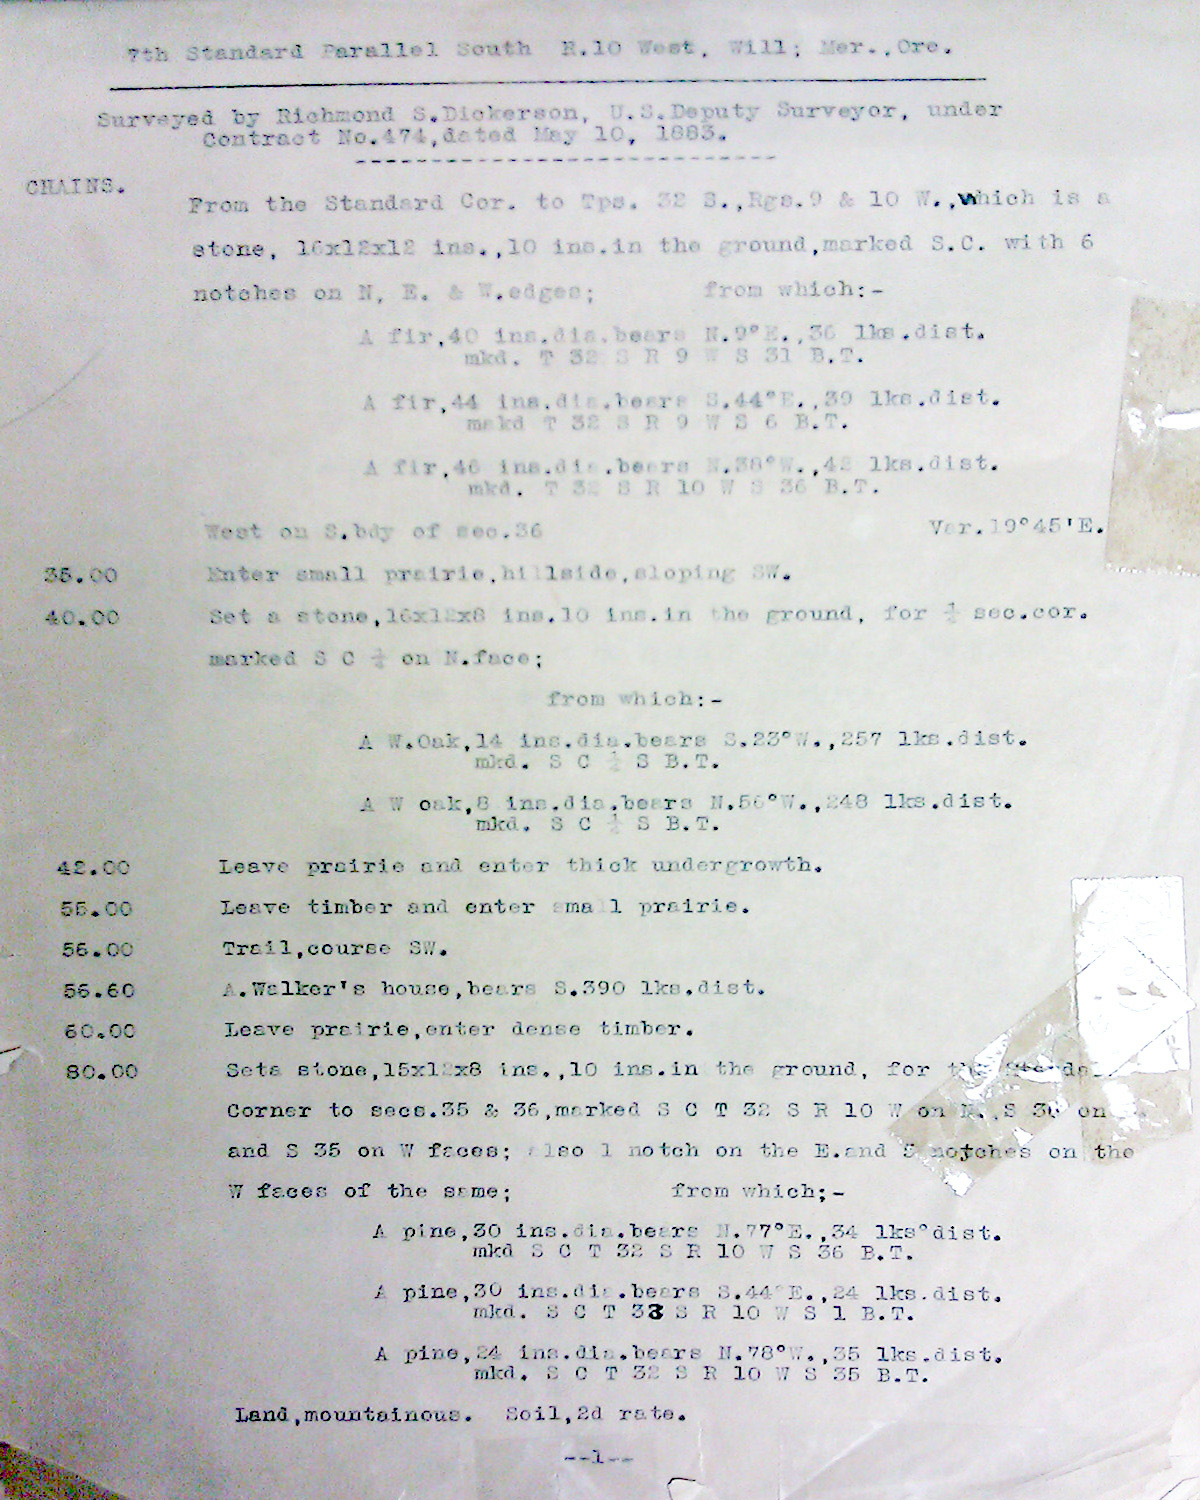 7th Standard Parallel South R.10 West, Will; Mer.,Ore.
Surveyed by Richmond S.Dickerson, U.S.Deputy Surveyor, under
Contract No.474,dated May 10, 1883.
CHAINS.
From the Standard Cor. to Tps. 32 S.,Rgs.9 & 10 W.,which is a
stone, 16x12x12 ins.,10 ins.in the ground,marked S.C. with 6
notches on N, E. & W.edges; from which:-
A fir,40 ins.dia.bears N.9°E.,36 lks.dist.
mkd. T 32 S R 9 W S 31 B.T.
A fir,44 ins.dia.bears S.44°E.,39 lks.dist.
mskd T 32 S R 9 W S 6 B.T.
A fir,46 ins.dia.bears N.38°W.,42 lks.dist.
mkd. T 32 S R 10 W S 36 B.T.
West on S.bdy of sec.36 Var.19°45'E.
35.00 Enter small prairie,hillside,sloping SW.
40.00 Set a stone,16x12x8 ins.10 ins.in the ground, for ¼ sec.cor.
marked S C ¼ on N.face;
from which:-
A W.Oak,14 ins.dia.bears S.23°W.,257 lks.dist.
mkd. S C ¼ S B.T.
A W oak,8 ins.dia.bears N.56°W.,248 lks.dist.
mkd. S C ¼ S B.T.
42.00 Leave prairie and enter thick undergrowth.
55.00 Leave timber and enter small prairie.
56.00 Trail,course SW.
56.60 A.Walker's house,bears S.390 lks.dist.
60.00 Leave prairie,enter dense timber.
80.00 Sets stone,15x12x8 ins.,10 ins.in the ground, for the
Corner to secs.35 & 36,marked S C T 32 S R 10 W on N.,S 36 on
and S 35 on W faces; also 1 notch on the E.and 5 notches on the
W faces of the same; from which;-
A pine,30 ins.dia.bears N.77°E.,34 lks°dist.
mkd S C T 32 S R 10 W S 36 B.T.
A pine,30 ins.dia.bears S.44°E.,24 lks.dist.
mkd. S C T 33 S R 10 W S 1 B.T.
A pine,24 ins.dia.bears N.78°W.,35 lks.dist.
mkd. S C T 32 S R 10 W S 35 B.T.
Land,mountainous. Soil,2d rate.
--1--